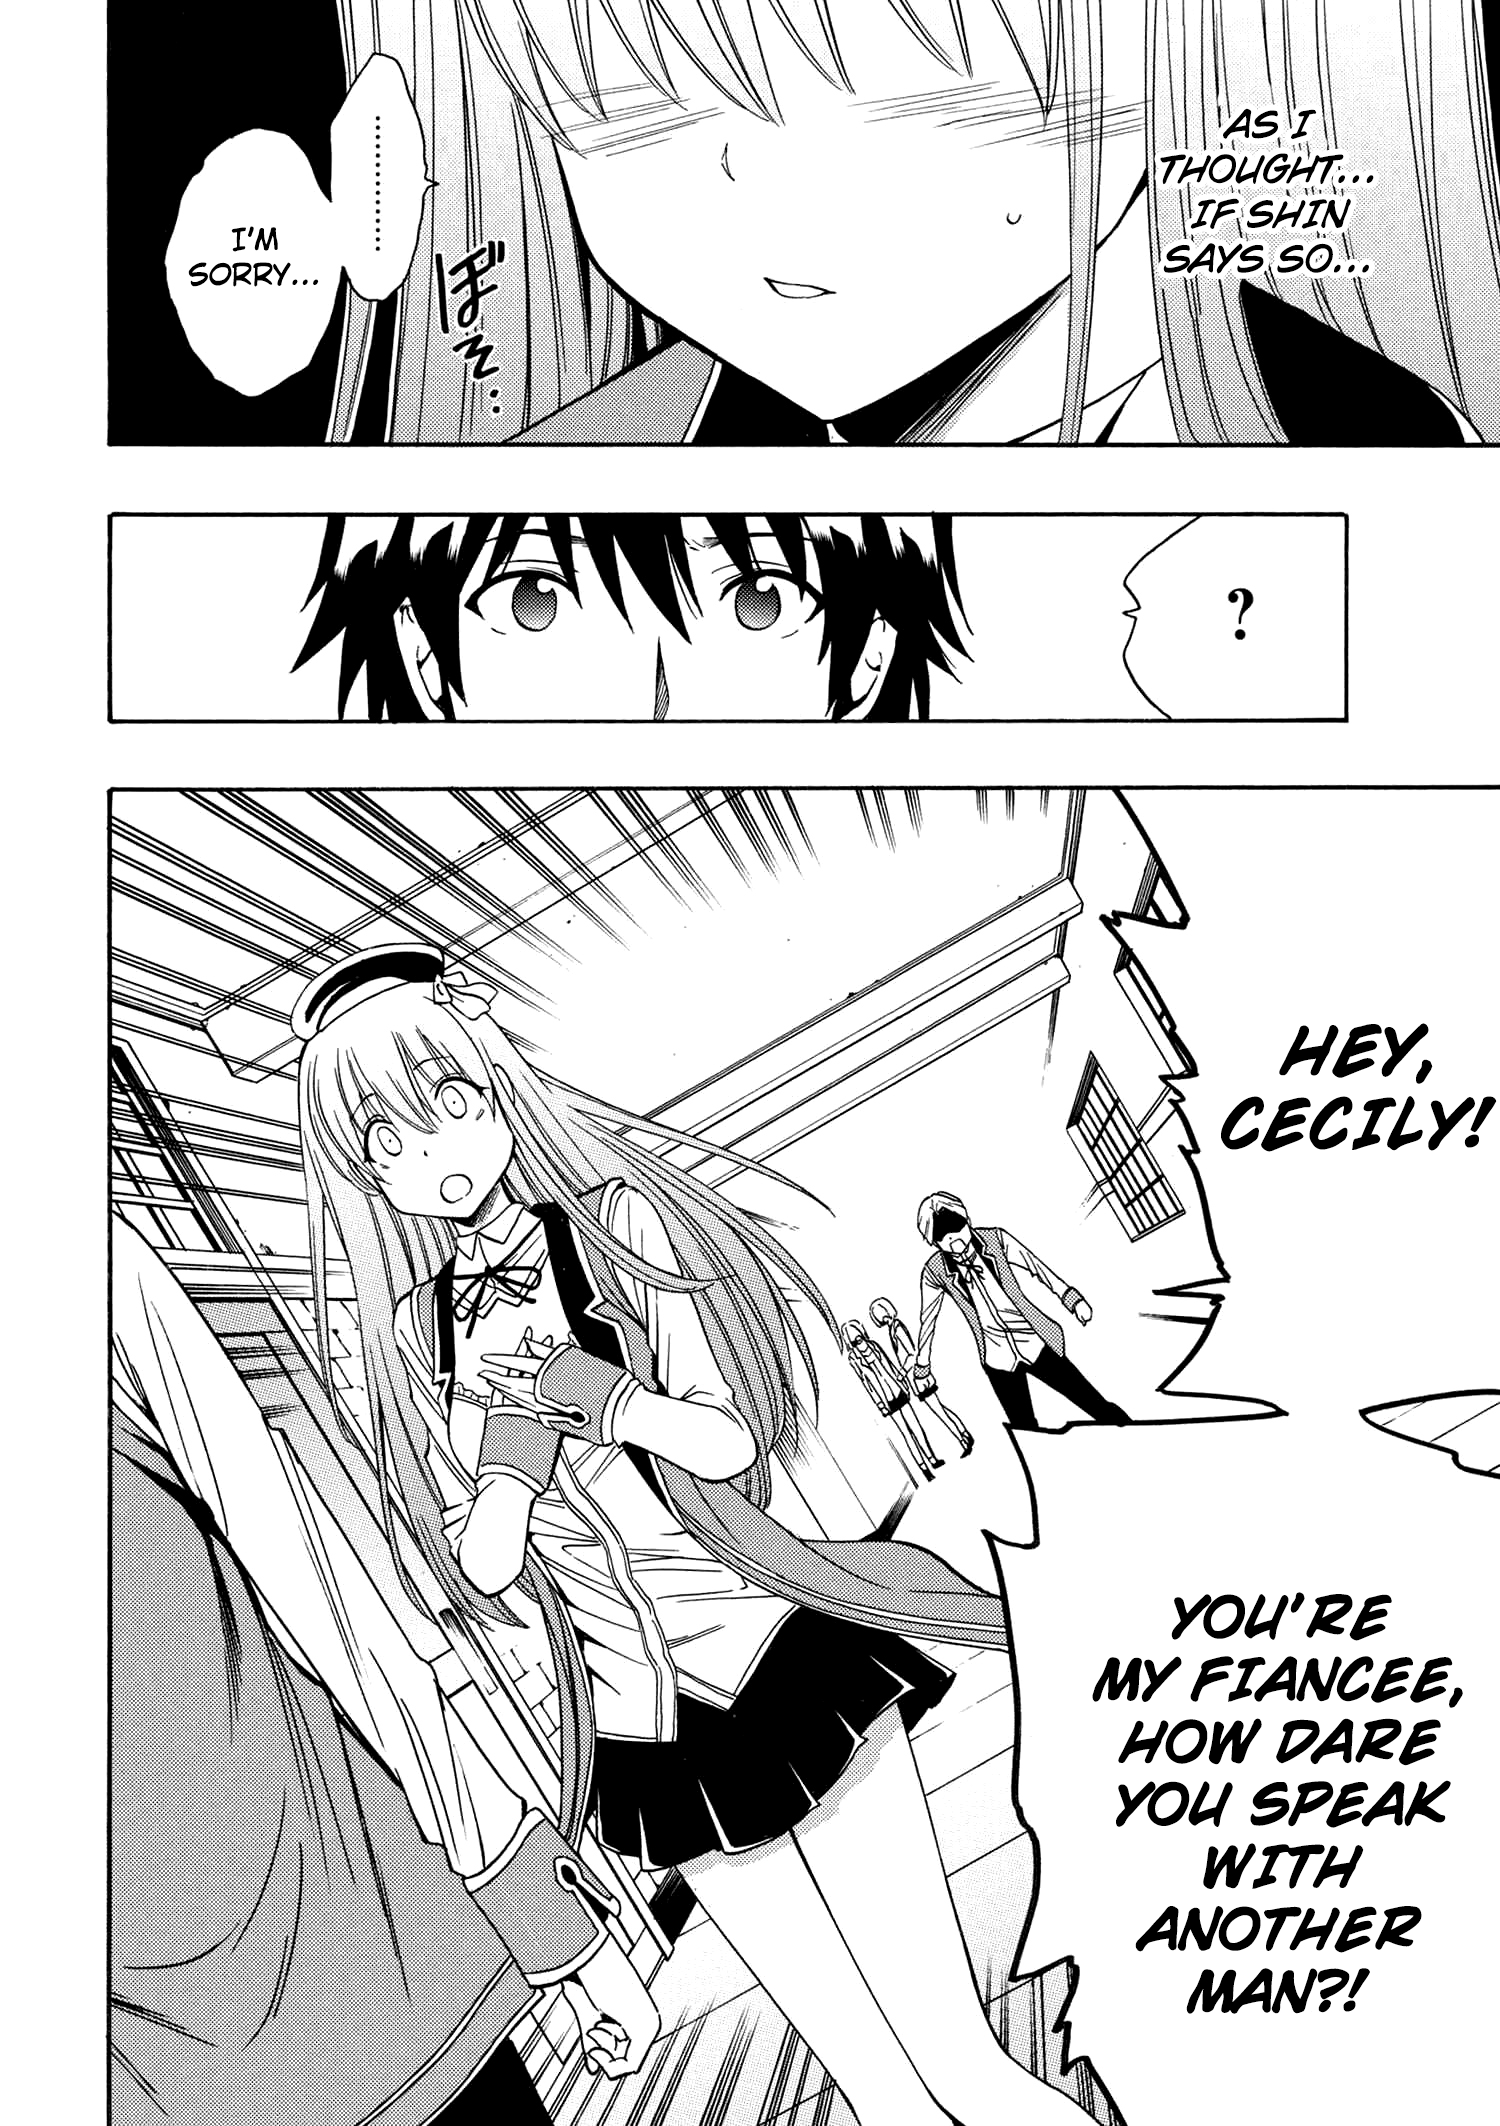 AS I
THOUGHT...
IF SHIN
SAYS SO...
............
I'M
SORRY...
ぼそ..
?
HEY,
CECILY!
YOU'RE
MY FIANCEE,
HOW DARE
YOU SPEAK
WITH
ANOTHER
MAN?!